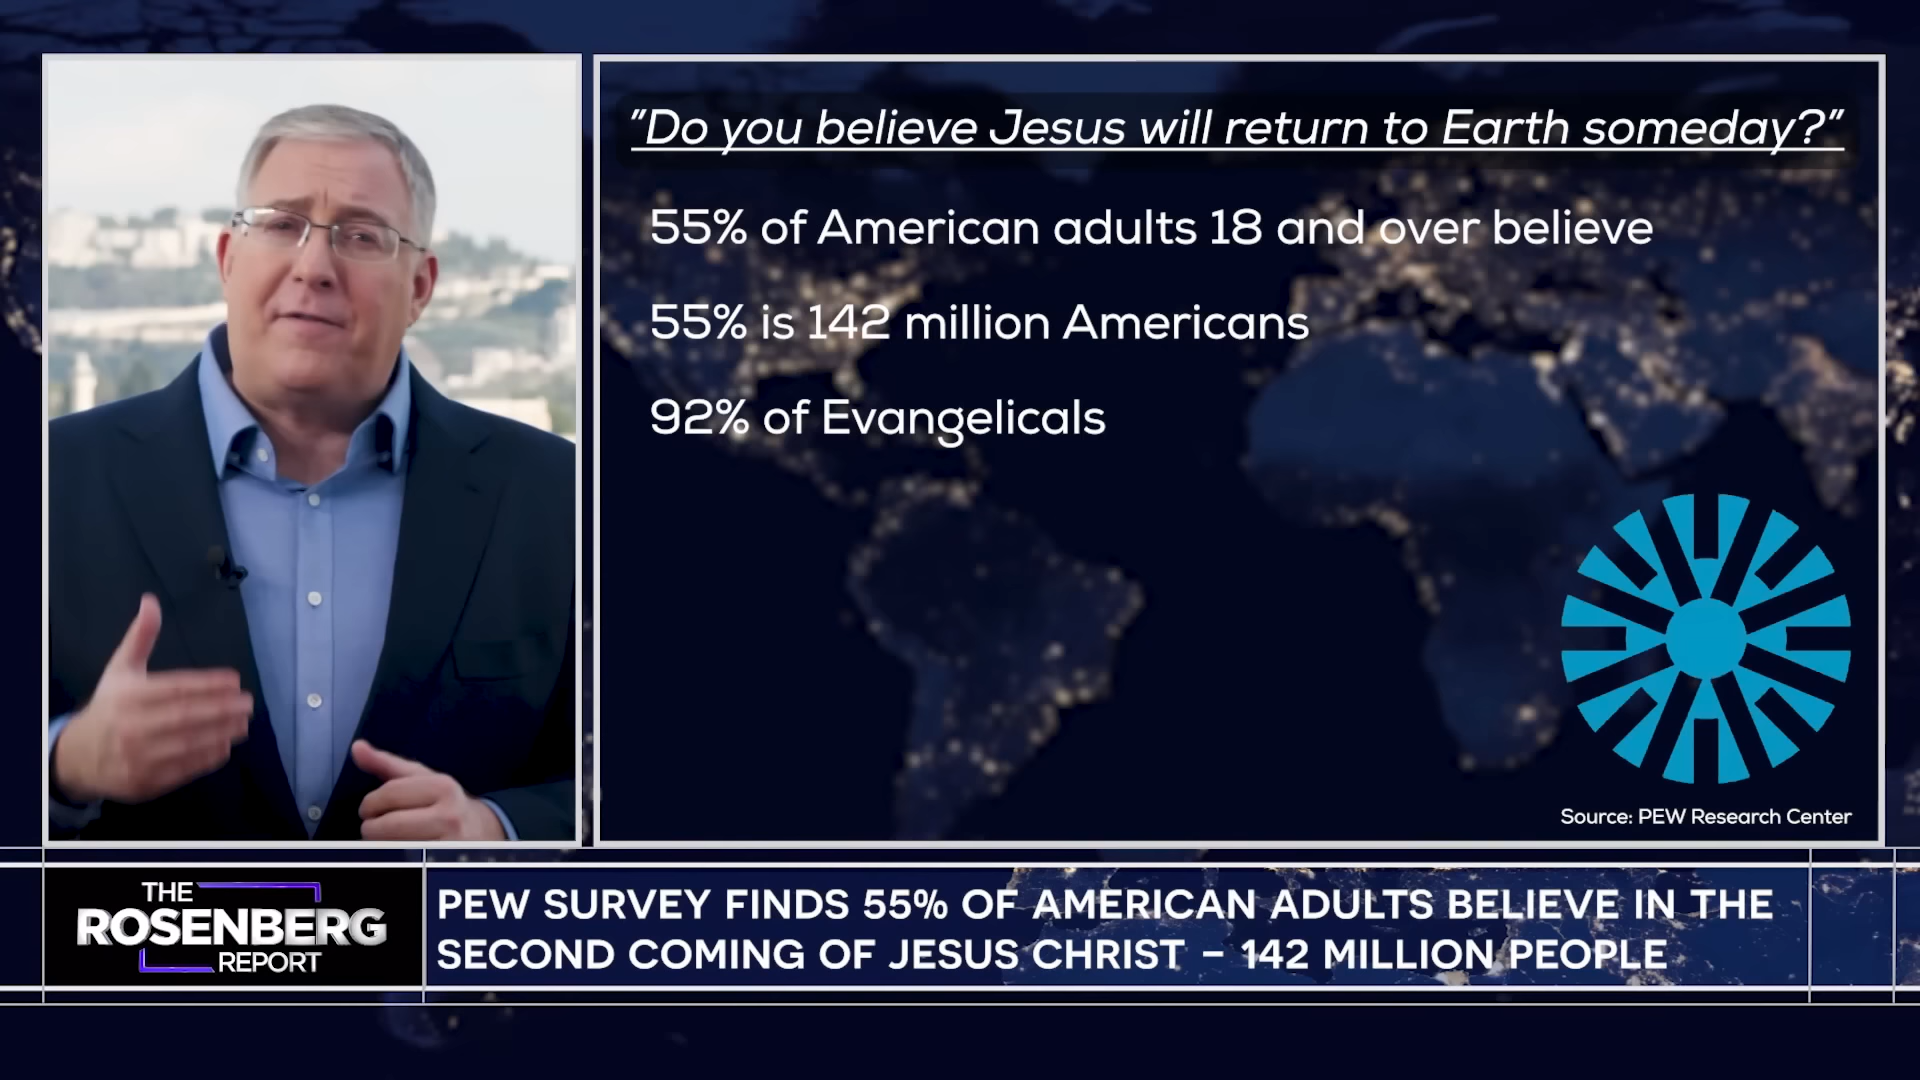 "Do you believe Jesus will return to Earth someday?"
55% of American adults 18 and over believe
55% is 142 million Americans
92% of Evangelicals
Source: PEW Research Center
THE
ROSENBERG
REPORT
PEW SURVEY FINDS 55% OF AMERICAN ADULTS BELIEVE IN THE
SECOND COMING OF JESUS CHRIST – 142 MILLION PEOPLE